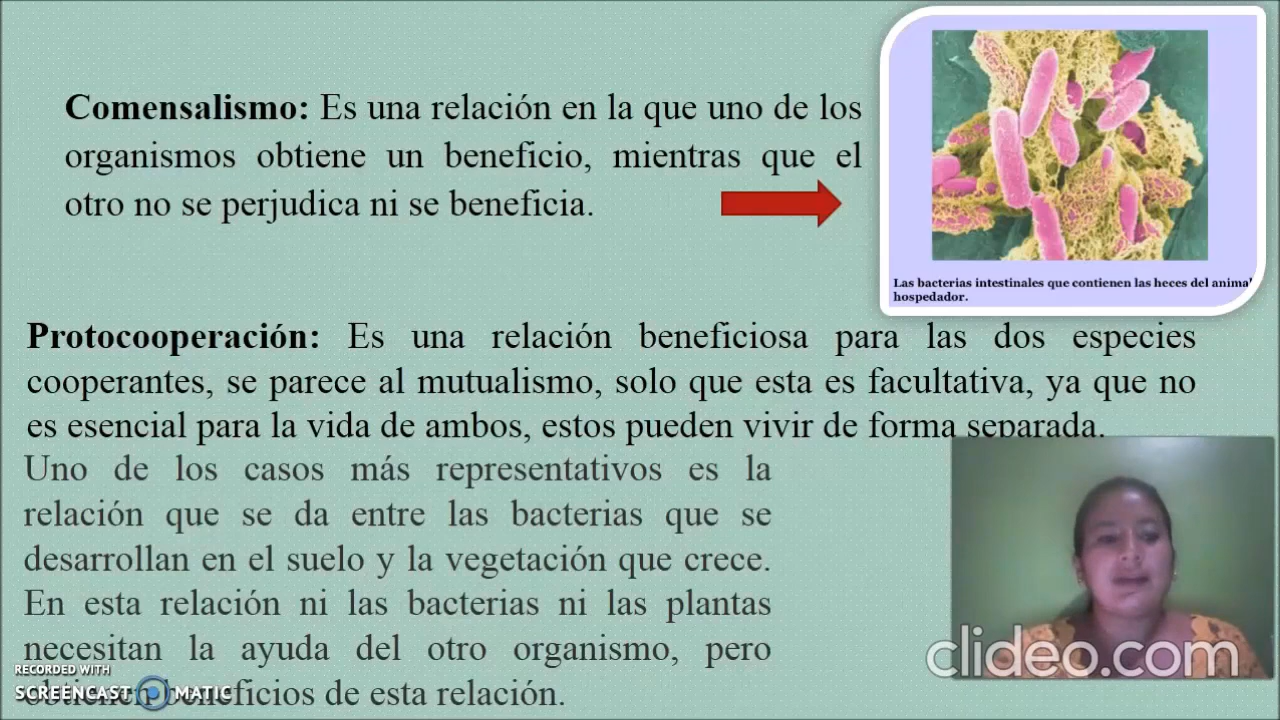 Comensalismo: Es una relación en la que uno de los
organismos obtiene un beneficio, mientras que el
otro no se perjudica ni se beneficia.
Las bacterias intestinales que contienen las heces del animal
hospedador.
Protocooperación: Es una relación beneficiosa para las dos especies
cooperantes, se parece al mutualismo, solo que esta es facultativa, ya que no
es esencial para la vida de ambos, estos pueden vivir de forma separada.
Uno de los casos más representativos es la
relación que se da entre las bacterias que se
desarrollan en el suelo y la vegetación que crece.
En esta relación ni las bacterias ni las plantas
necesitan la ayuda del otro organismo, pero
obtienen beneficios de esta relación.
RECORDED WITH
SCREENCAST MATIC
clideo.com